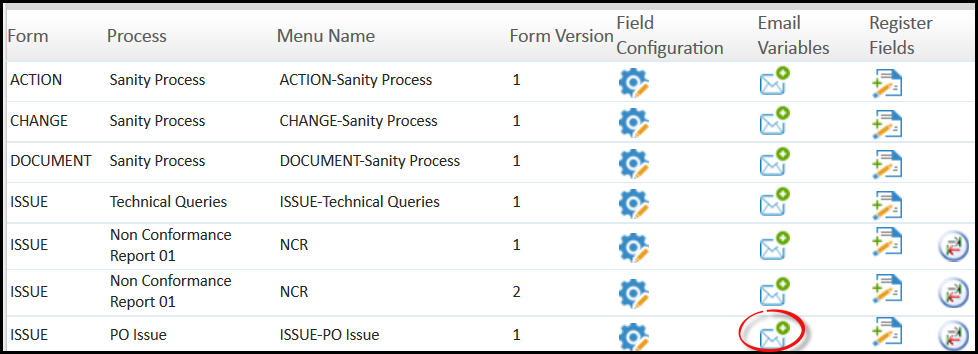 Form Process Menu Name Form Version Field Configuration Email Variables Register Fields
ACTION Sanity Process ACTION-Sanity Process 1
CHANGE Sanity Process CHANGE-Sanity Process 1
DOCUMENT Sanity Process DOCUMENT-Sanity Process 1
ISSUE Technical Queries ISSUE-Technical Queries 1
ISSUE Non Conformance Report 01 NCR 1
ISSUE Non Conformance Report 01 NCR 2
ISSUE PO Issue ISSUE-PO Issue 1